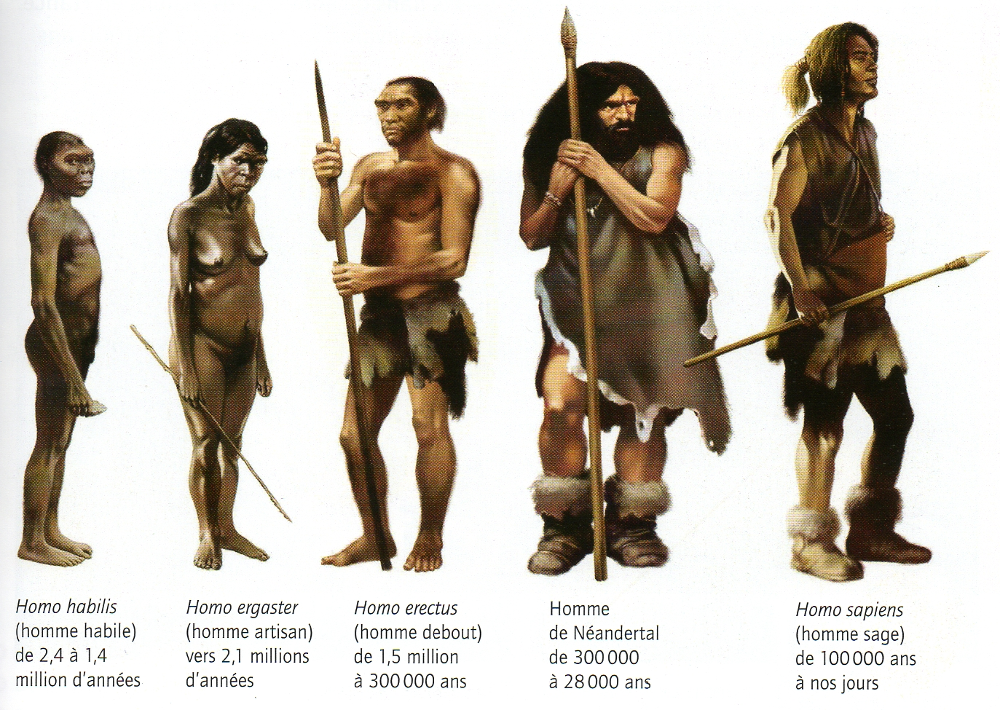 Homo habilis
(homme habile)
de 2,4 à 1,4
million d'années
Homo ergaster
(homme artisan)
vers 2,1 millions
d'années
Homo erectus
(homme debout)
de 1,5 million
à 300 000 ans
Homme
de Néandertal
de 300 000
à 28 000 ans
Homo sapiens
(homme sage)
de 100 000 ans
à nos jours